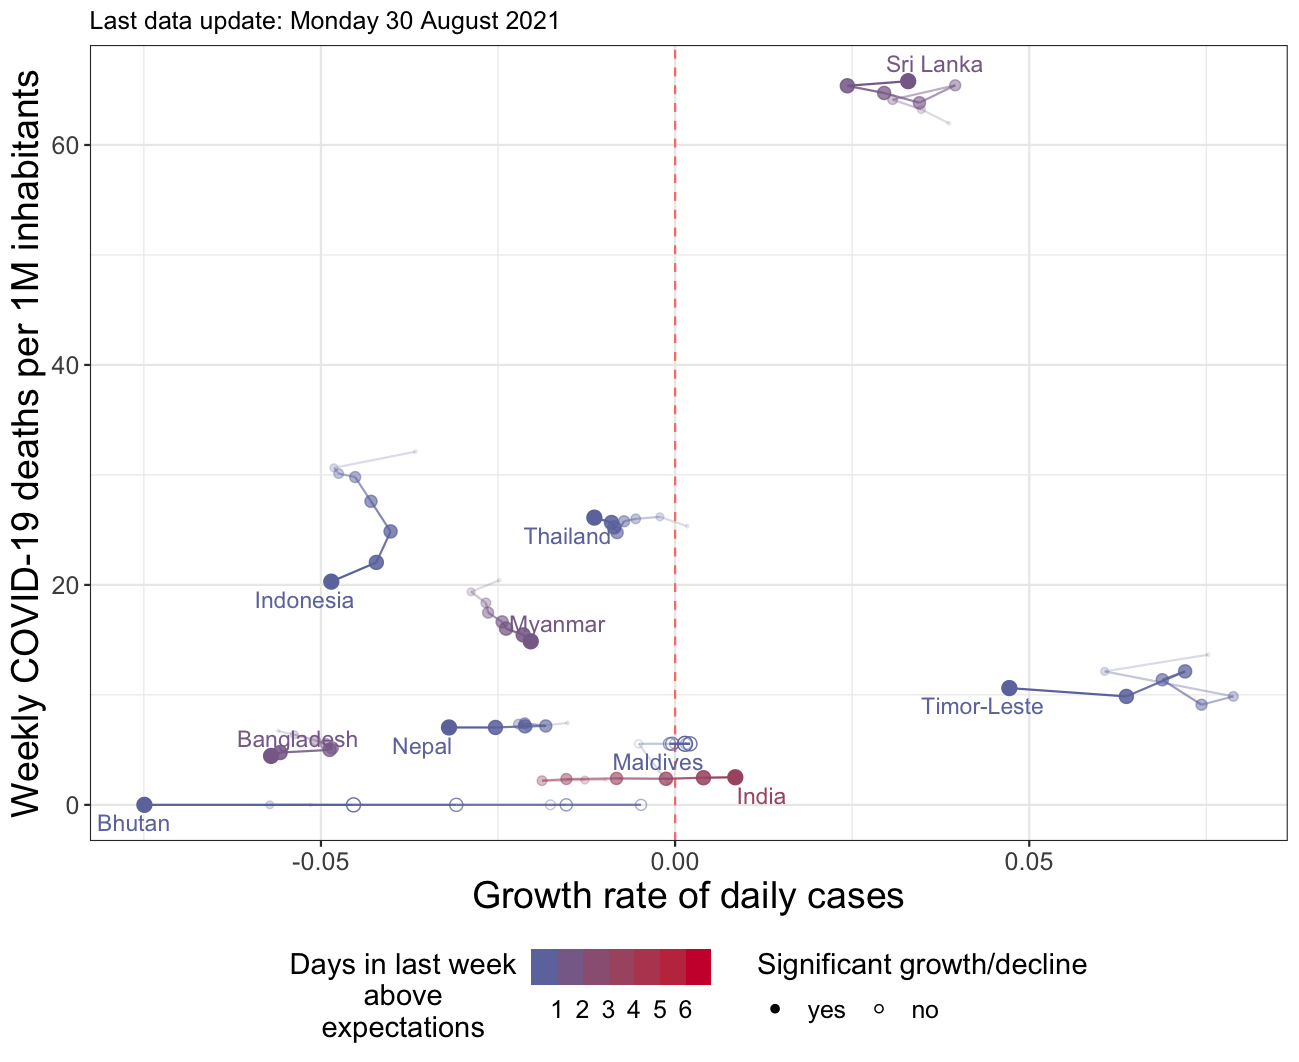 Last data update: Monday 30 August 2021
Weekly COVID-19 deaths per 1M inhabitants
60
40
20
0
Sri Lanka
Thailand
Indonesia
Myanmar
Timor-Leste
Bangladesh
Nepal
Maldives
India
Bhutan
-0.05 0.00 0.05
Growth rate of daily cases
Days in last week
above
expectations
1 2 3 4 5 6
Significant growth/decline
yes no